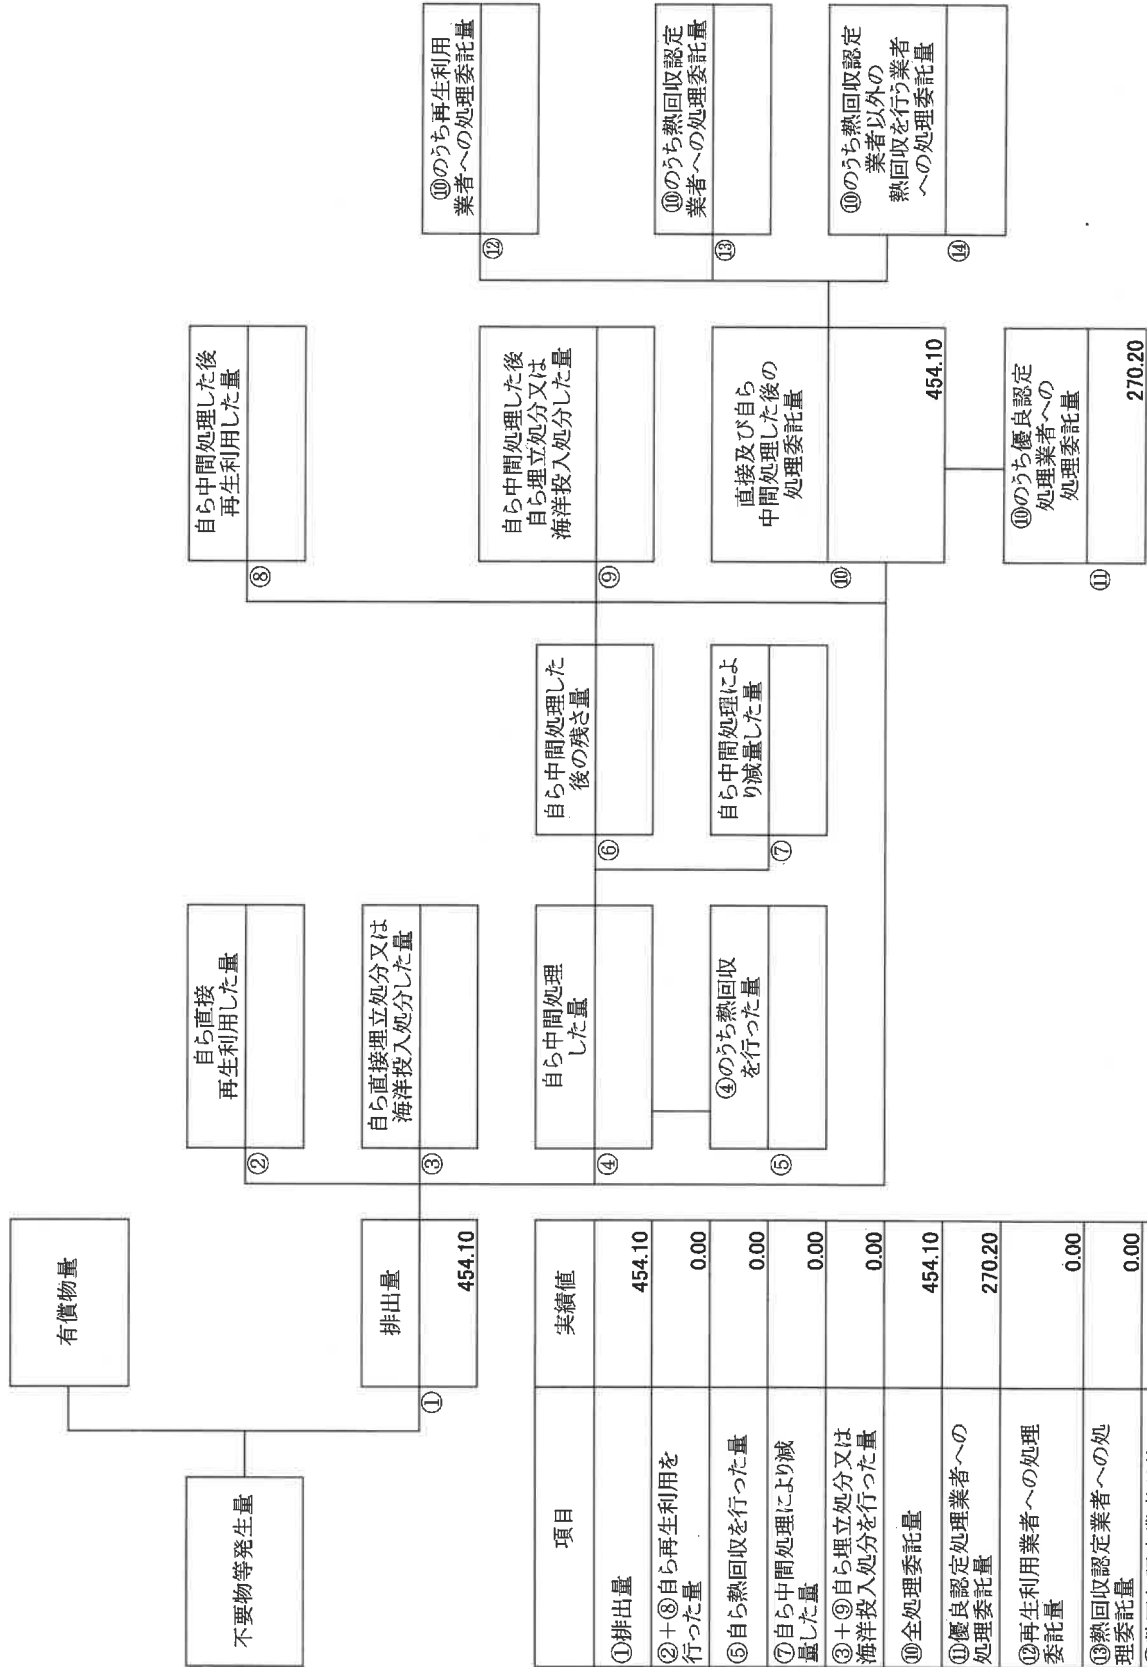 不要物等発生量
有償物量
①
排出量
454.10
②
自ら直接
再生利用した量
③
自ら直接埋立処分又は
海洋投入処分した量
④
自ら中間処理
した量
⑤
④のうち熱回収
を行った量
⑥
自ら中間処理した
後の残さ量
⑦
自ら中間処理によ
り減量した量
⑧
自ら中間処理した後
再生利用した量
⑨
自ら中間処理した後
自ら埋立処分又は
海洋投入処分した量
⑩
直接及び自ら
中間処理した後の
処理委託量
454.10
⑪
⑩のうち優良認定
処理業者への
処理委託量
270.20
⑫
⑩のうち再生利用
業者への処理委託量
⑬
⑩のうち熱回収認定
業者への処理委託量
⑭
⑩のうち熱回収認定
業者以外の
熱回収を行う業者
への処理委託量
項目 実績値
①排出量 454.10
②+⑧自ら再生利用を
行った量 0.00
⑤自ら熱回収を行った量 0.00
⑦自ら中間処理により減
量した量 0.00
③+⑨自ら埋立処分又は
海洋投入処分を行った量 0.00
⑩全処理委託量 454.10
⑪優良認定処理業者への
処理委託量 270.20
⑫再生利用業者への処理
委託量 0.00
⑬熱回収認定業者への処
理委託量 0.00